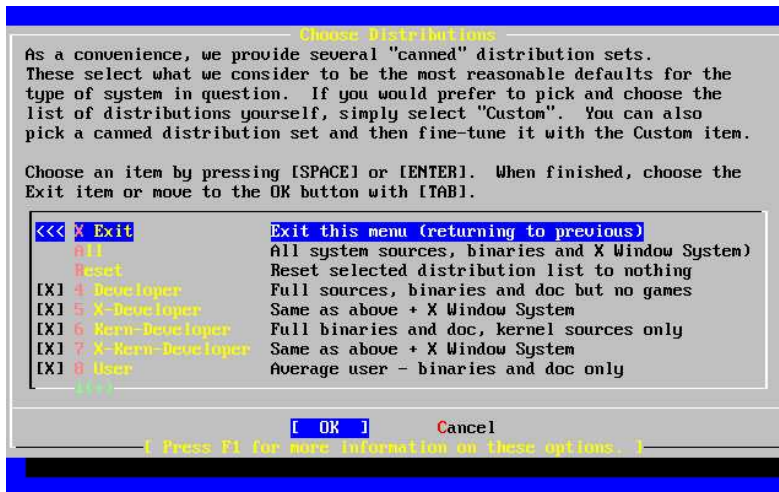 Choose Distributions
As a convenience, we provide several "canned" distribution sets.
These select what we consider to be the most reasonable defaults for the
type of system in question. If you would prefer to pick and choose the
list of distributions yourself, simply select "Custom". You can also
pick a canned distribution set and then fine-tune it with the Custom item.
Choose an item by pressing [SPACE] or [ENTER]. When finished, choose the
Exit item or move to the OK button with [TAB].
<<< X Exit Exit this menu (returning to previous)
All All system sources, binaries and X Window System)
Reset Reset selected distribution list to nothing
[X] 4 Developer Full sources, binaries and doc but no games
[X] 5 X-Developer Same as above + X Window System
[X] 6 Kern-Developer Full binaries and doc, kernel sources only
[X] 7 X-Kern-Developer Same as above + X Window System
[X] 8 User Average user - binaries and doc only
[ OK ] Cancel
[ Press F1 for more information on these options. ]